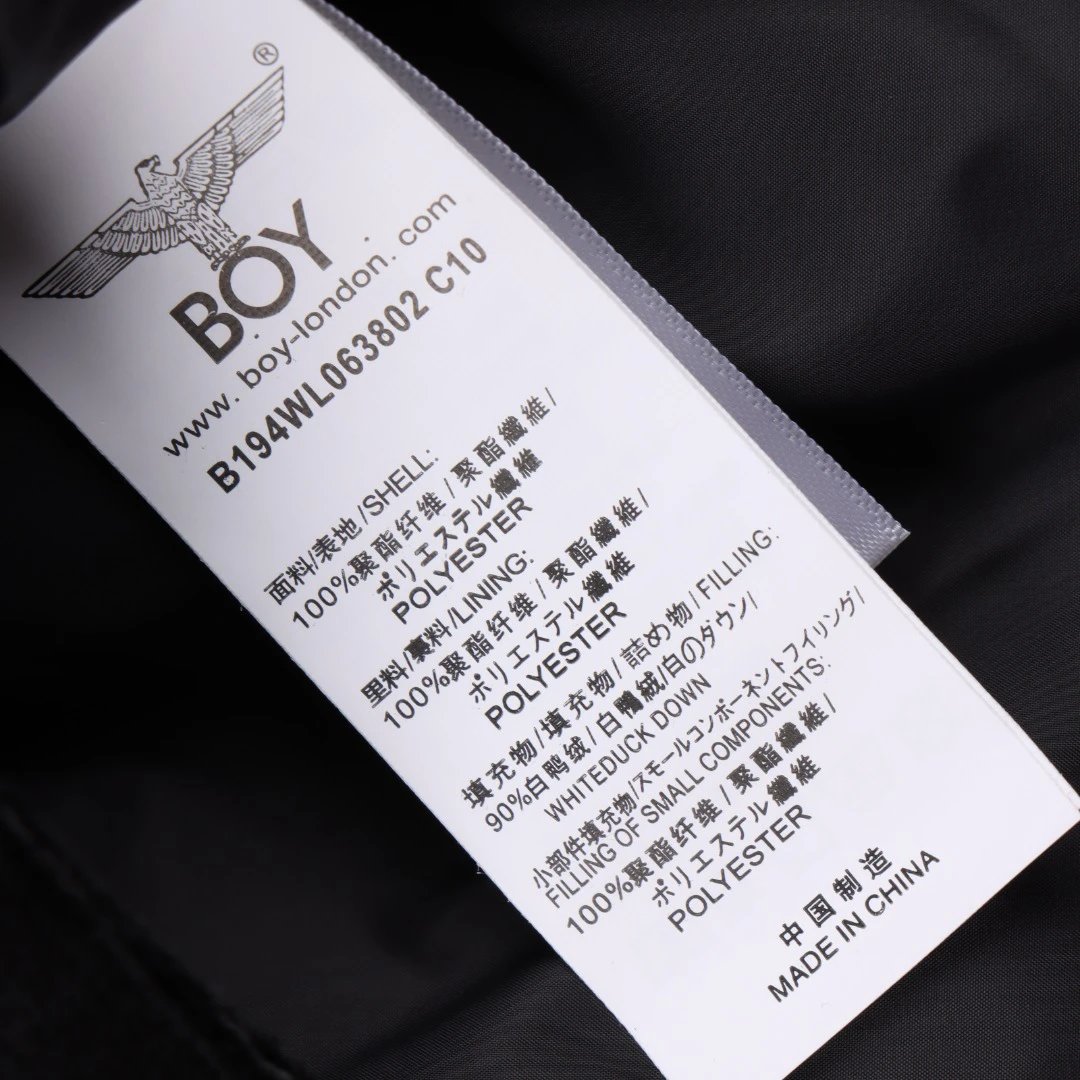 ®
BOY
www.boy-london.com
B194WL063802 C10
面料/表地/SHELL:
100%聚酯纤维/聚酯纖維/
ポリエステル纖維
POLYESTER
里料/裏料/LINING:
100%聚酯纤维/聚酯纖維/
ポリエステル纖維
POLYESTER
填充物/填充物/詰め物/FILLING:
90%白鸭绒/白鴨絨/白のダウン/
WHITEDUCK DOWN
小部件填充物/スモールコンポーネントフイリング/
FILLING OF SMALL COMPONENTS:
100%聚酯纤维/聚酯纖維/
ポリエステル纖維
POLYESTER
中国制造
MADE IN CHINA